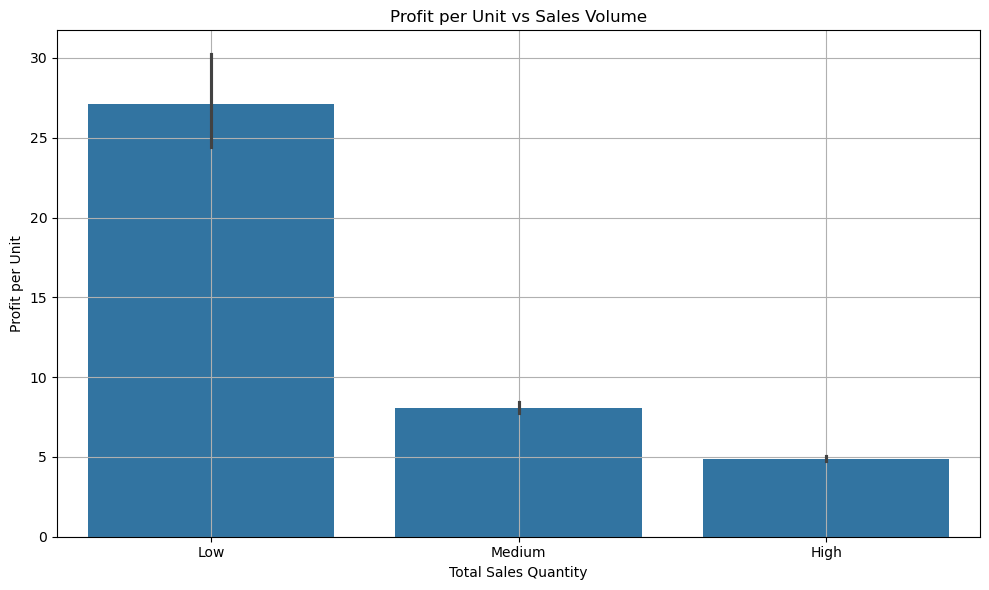 Profit per Unit vs Sales Volume
Profit per Unit
30
25
20
15
10
5
0
Low Medium High
Total Sales Quantity